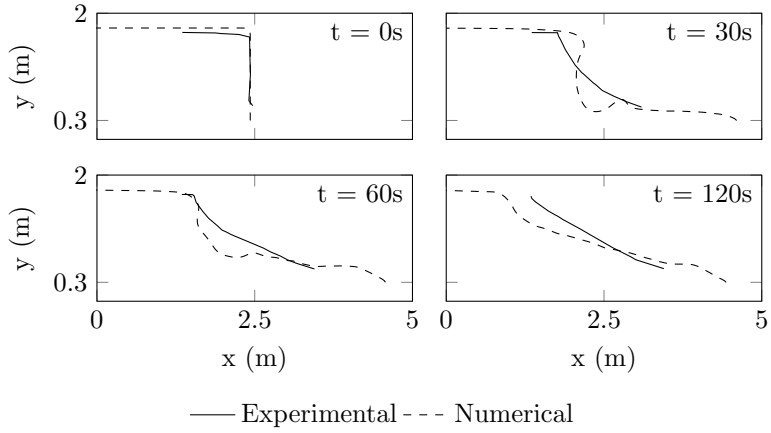 2
t = 0s
t = 30s
y (m)
0.3
2
t = 60s
t = 120s
y (m)
0.3
0
2.5
5
0
2.5
5
x (m)
x (m)
Experimental
Numerical